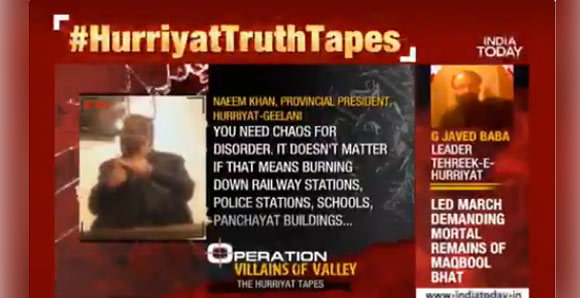 #HurriyatTruthTapes
INDIA
TODAY
NAEEM KHAN, PROVINCIAL PRESIDENT,
HURRIYAT-GEELANI
YOU NEED CHAOS FOR
DISORDER. IT DOESN'T MATTER
IF THAT MEANS BURNING
DOWN RAILWAY STATIONS,
POLICE STATIONS, SCHOOLS,
PANCHAYAT BUILDINGS...
OPERATION
VILLAINS OF VALLEY
THE HURRIYAT TAPES
G JAVED BABA
LEADER
TEHREEK-E-
HURRIYAT
LED MARCH
DEMANDING
MORTAL
REMAINS OF
MAQBOOL
BHAT
www.indiatoday.in